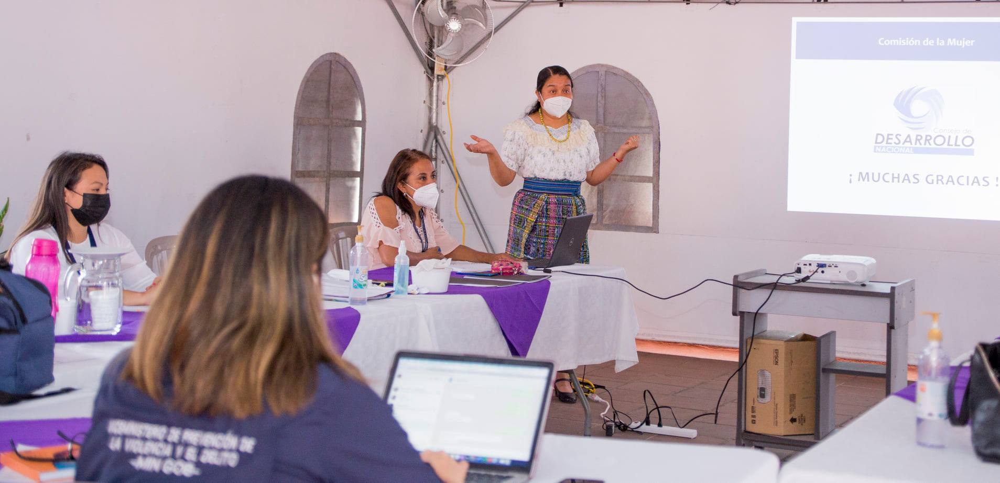 Comisión de la Mujer
Consejo de
DESARROLLO
NACIONAL
¡ MUCHAS GRACIAS !
EPSON
VICEMINISTERIO DE PREVENCIÓN DE
LA VIOLENCIA Y EL DELITO
-MIN GOB-